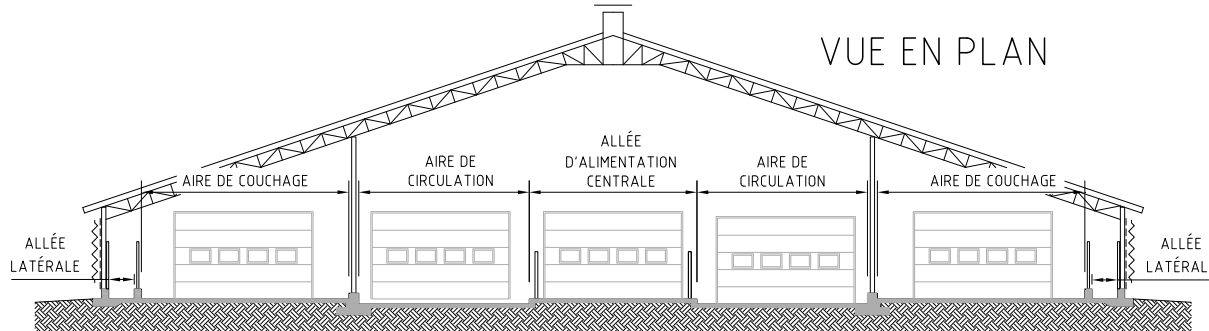 VUE EN PLAN
ALLÉE
D'ALIMENTATION
CENTRALE
AIRE DE
CIRCULATION
AIRE DE
CIRCULATION
AIRE DE COUCHAGE
AIRE DE COUCHAGE
ALLÉE
LATÉRALE
ALLÉE
LATÉRAL